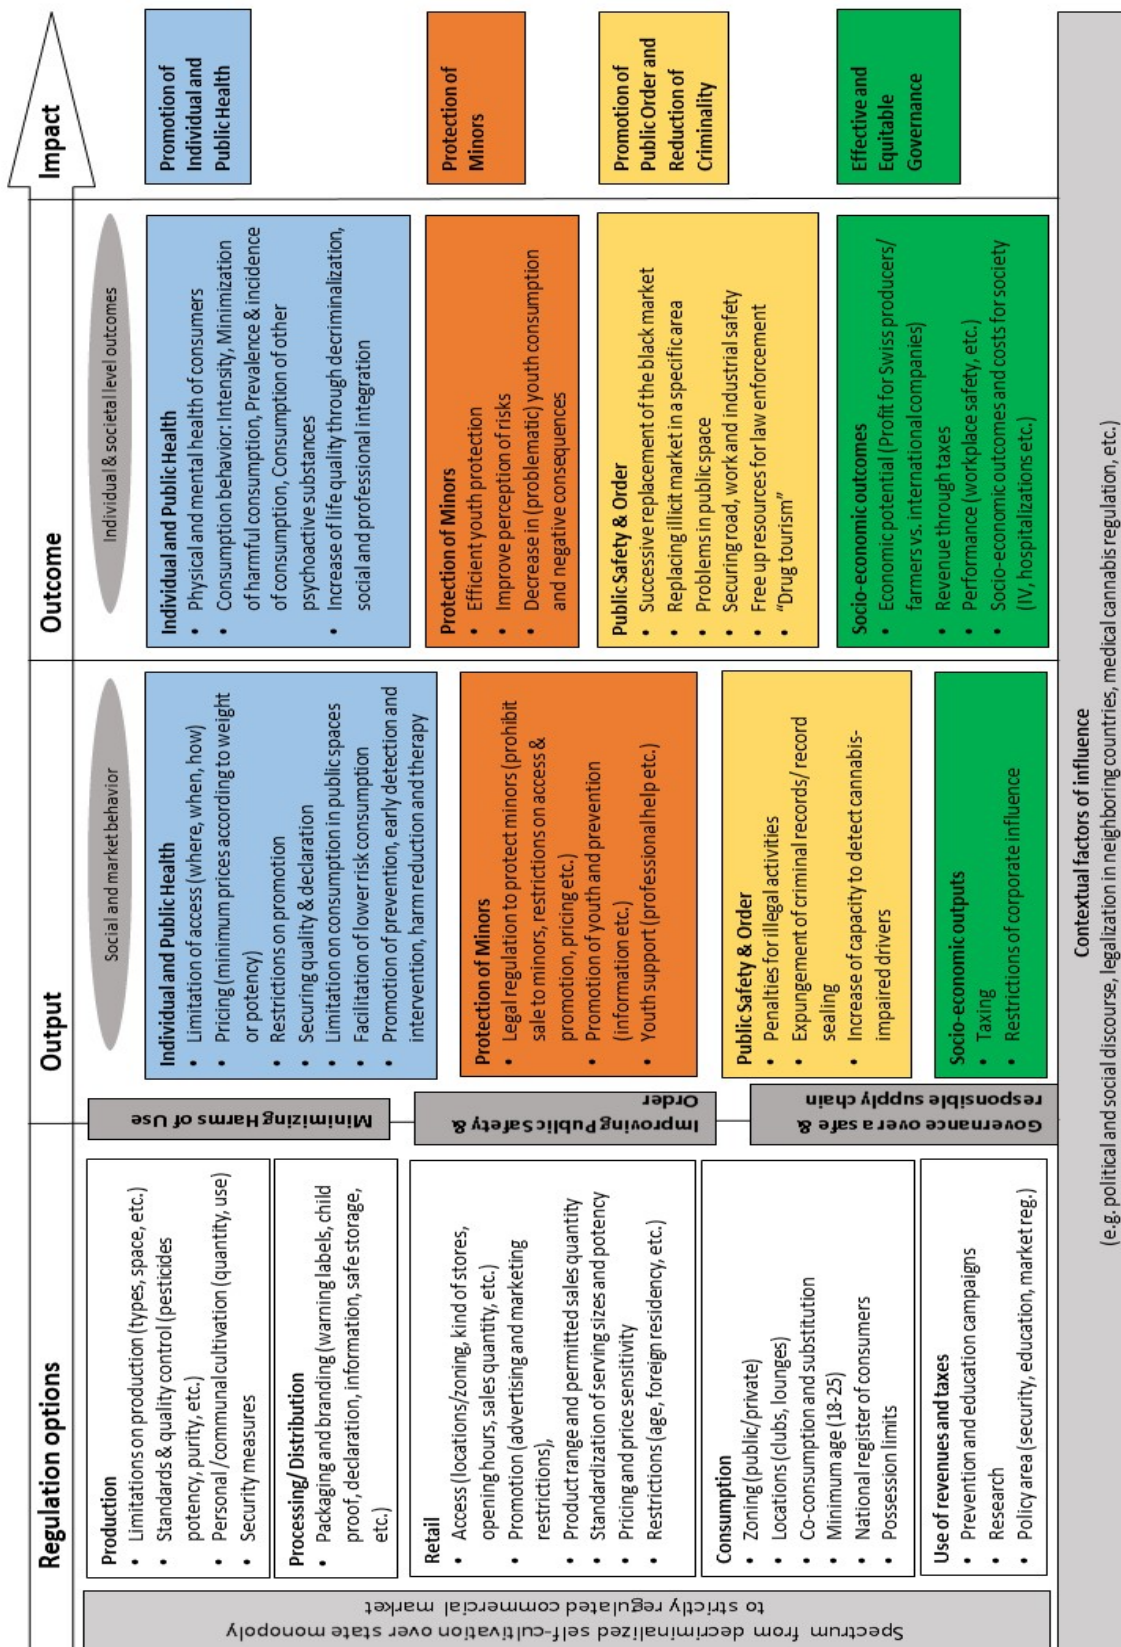 Regulation options
Output
Outcome
Impact
Spectrum from decriminalized self-cultivation over state monopoly
to strictly regulated commercial market
Production
• Limitations on production (types, space, etc.)
• Standards & quality control (pesticides
potency, purity, etc.)
• Personal /communal cultivation (quantity, use)
• Security measures
Processing/ Distribution
• Packaging and branding (warning labels, child
proof, declaration, information, safe storage,
etc.)
Retail
• Access (locations/zoning, kind of stores,
opening hours, sales quantity, etc.)
• Promotion (advertising and marketing
restrictions),
• Product range and permitted sales quantity
• Standardization of serving sizes and potency
• Pricing and price sensitivity
• Restrictions (age, foreign residency, etc.)
Consumption
• Zoning (public/private)
• Locations (clubs, lounges)
• Co-consumption and substitution
• Minimum age (18-25)
• National register of consumers
• Possession limits
Use of revenues and taxes
• Prevention and education campaigns
• Research
• Policy area (security, education, market reg.)
Minimizing Harms of Use
Improving Public Safety &
Order
Governance over a safe &
responsible supply chain
Social and market behavior
Individual and Public Health
• Limitation of access (where, when, how)
• Pricing (minimum prices according to weight
or potency)
• Restrictions on promotion
• Securing quality & declaration
• Limitation on consumption in public spaces
• Facilitation of lower risk consumption
• Promotion of prevention, early detection and
intervention, harm reduction and therapy
Protection of Minors
• Legal regulation to protect minors (prohibit
sale to minors, restrictions on access &
promotion, pricing etc.)
• Promotion of youth and prevention
(information etc.)
• Youth support (professional help etc.)
Public Safety & Order
• Penalties for illegal activities
• Expungement of criminal records/ record
sealing
• Increase of capacity to detect cannabis-
impaired drivers
Socio-economic outputs
• Taxing
• Restrictions of corporate influence
Individual & societal level outcomes
Individual and Public Health
• Physical and mental health of consumers
• Consumption behavior: Intensity, Minimization
of harmful consumption, Prevalence & incidence
of consumption, Consumption of other
psychoactive substances
• Increase of life quality through decriminalization,
social and professional integration
Protection of Minors
• Efficient youth protection
• Improve perception of risks
• Decrease in (problematic) youth consumption
and negative consequences
Public Safety & Order
• Successive replacement of the black market
• Replacing illicit market in a specific area
• Problems in public space
• Securing road, work and industrial safety
• Free up resources for law enforcement
• “Drug tourism”
Socio-economic outcomes
• Economic potential (Profit for Swiss producers/
farmers vs. international companies)
• Revenue through taxes
• Performance (workplace safety, etc.)
• Socio-economic outcomes and costs for society
(IV, hospitalizations etc.)
Promotion of
Individual and
Public Health
Protection of
Minors
Promotion of
Public Order and
Reduction of
Criminality
Effective and
Equitable
Governance
Contextual factors of influence
(e.g. political and social discourse, legalization in neighboring countries, medical cannabis regulation, etc.)